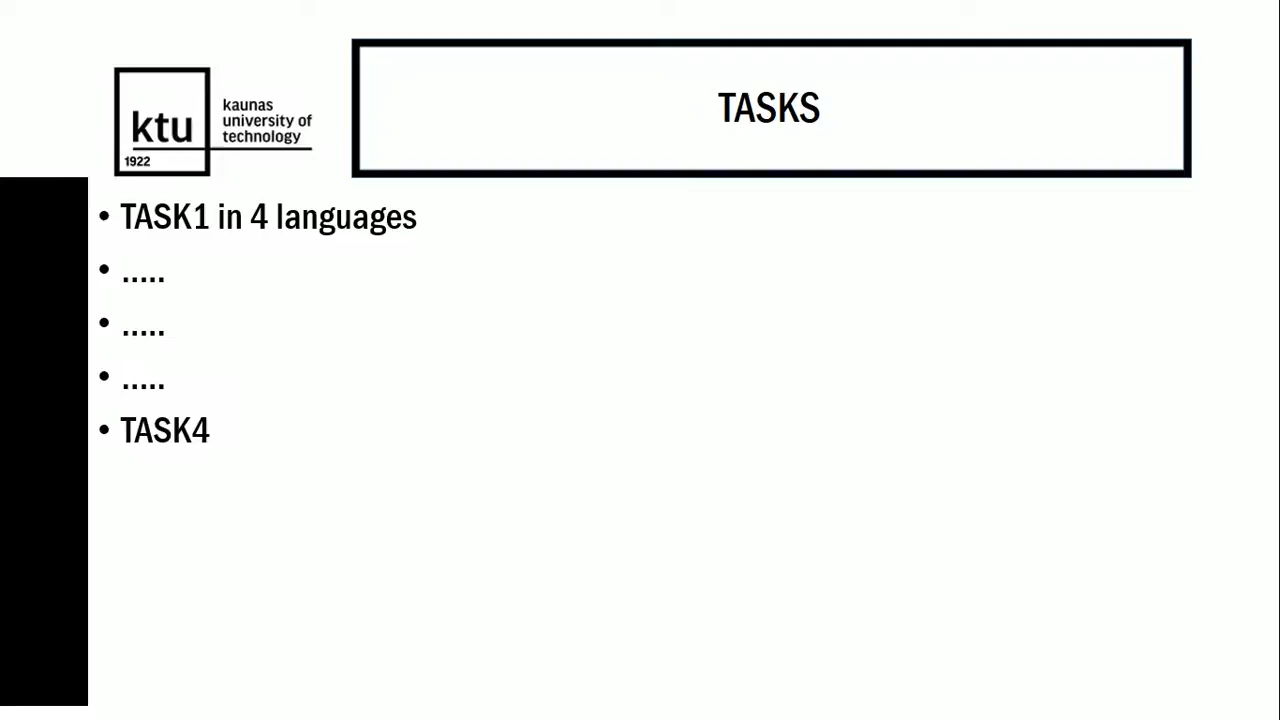 ktu
1922
kaunas
university of
technology
TASKS
• TASK1 in 4 languages
• .....
• .....
• .....
• TASK4